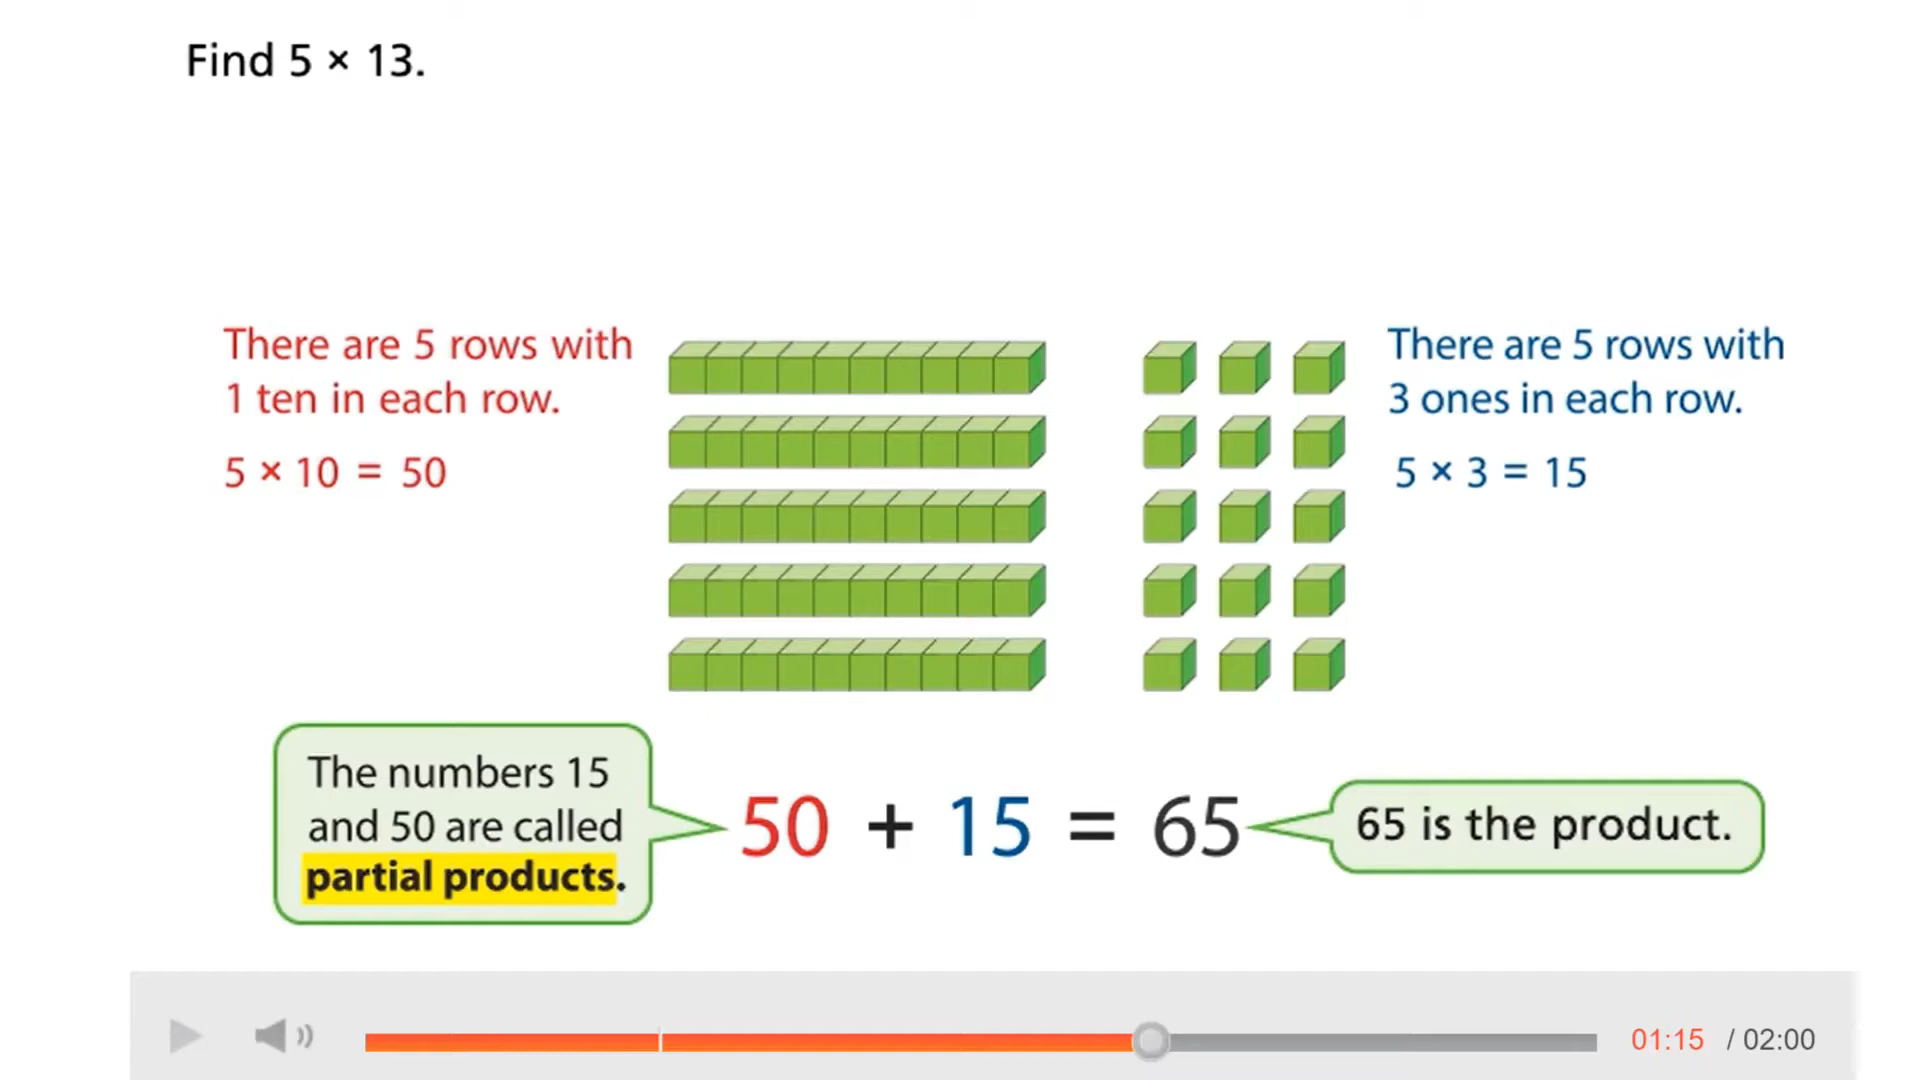 Find 5 × 13.
There are 5 rows with
1 ten in each row.
5 × 10 = 50
There are 5 rows with
3 ones in each row.
5 × 3 = 15
The numbers 15
and 50 are called
partial products.
50 + 15 = 65
65 is the product.
01:15 / 02:00